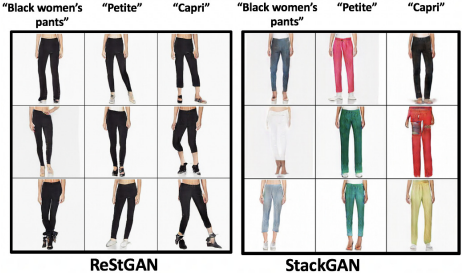 “Black women’s pants” “Petite” “Capri” “Black women’s pants” “Petite” “Capri”
ReStGAN StackGAN